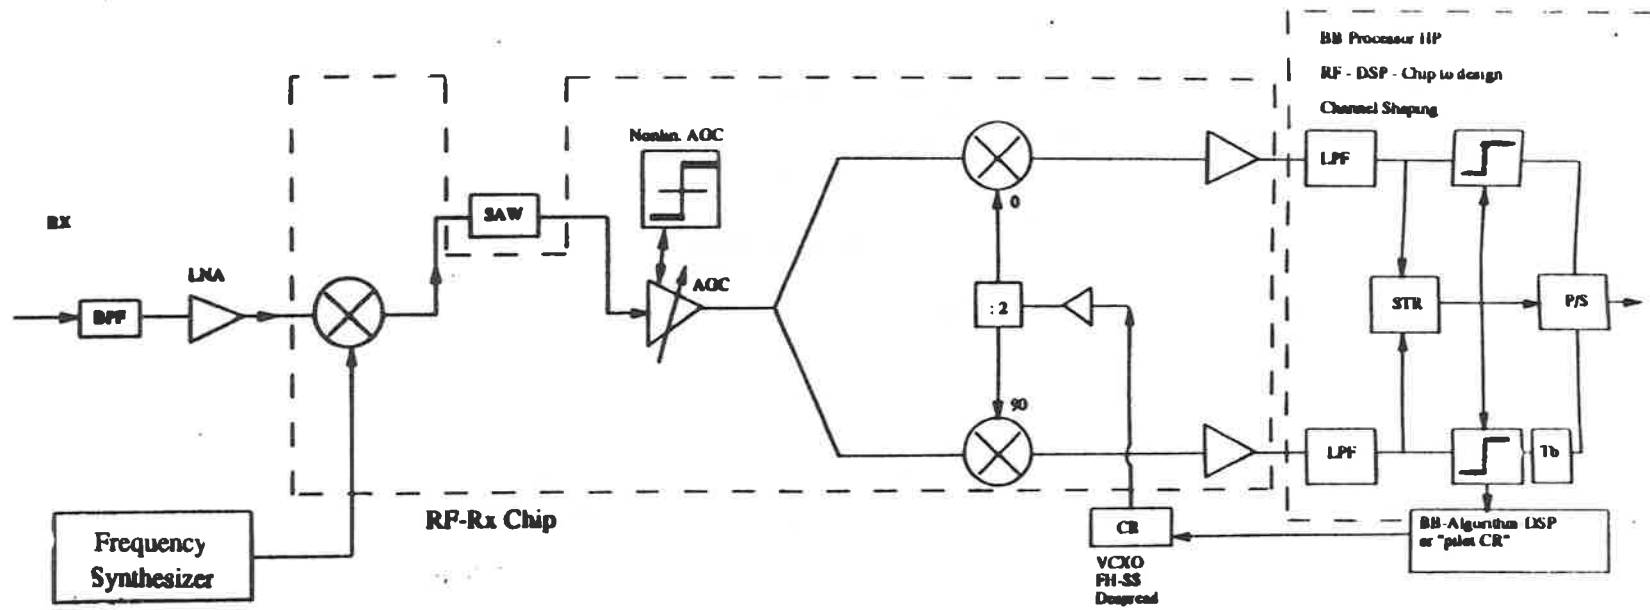 BB Processor HP
RF - DSP - Chip to design
Channel Shaping
Nonlin. AGC
RX
BPF
LNA
SAW
AGC
0
: 2
90
LPF
STR
P/S
LPF
Tb
RF-Rx Chip
Frequency
Synthesizer
CR
VCXO
FH-SS
Despread
BB-Algorithm DSP
or "pilot CR"